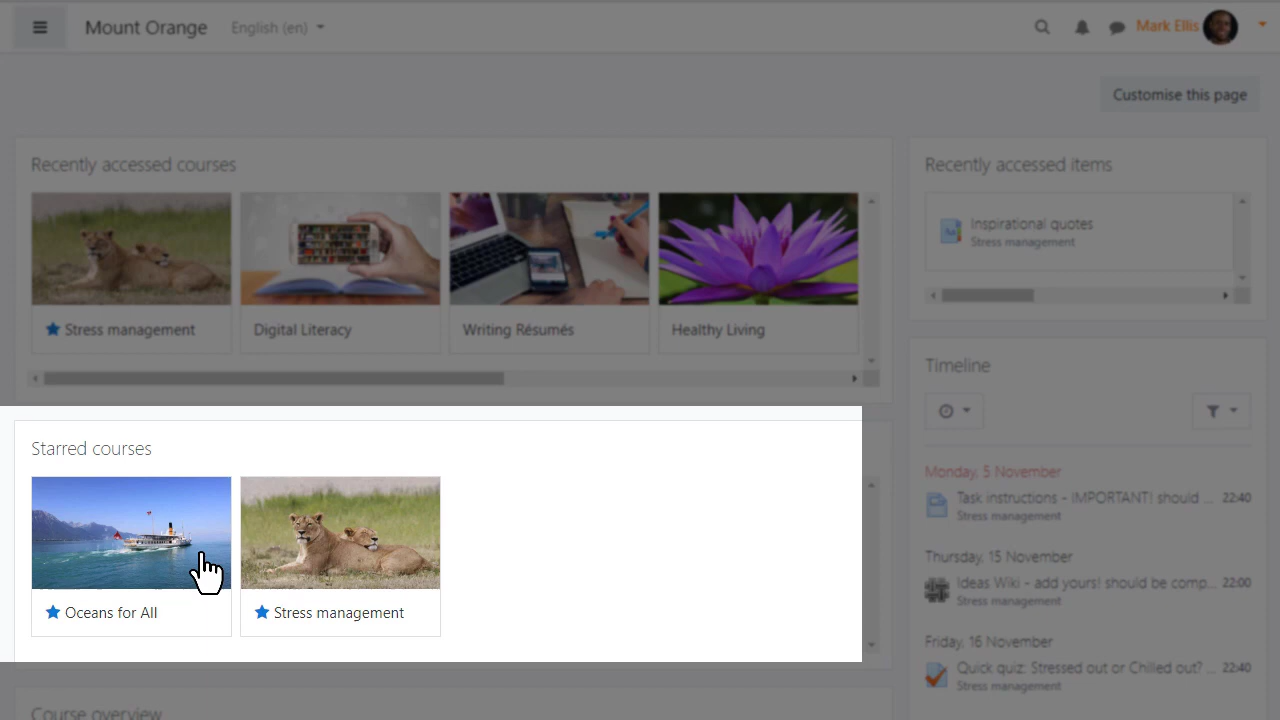 Mount Orange
English (en)
Mark Ellis
Customise this page
Recently accessed courses
Stress management
Digital Literacy
Writing Résumés
Healthy Living
Starred courses
Oceans for All
Stress management
Course overview
Recently accessed items
Inspirational quotes
Stress management
Timeline
Monday, 5 November
Task instructions - IMPORTANT! should ... 22:40
Stress management
Thursday, 15 November
Ideas Wiki - add yours! should be comp... 22:00
Stress management
Friday, 16 November
Quick quiz: Stressed out or Chilled out? ... 22:40
Stress management